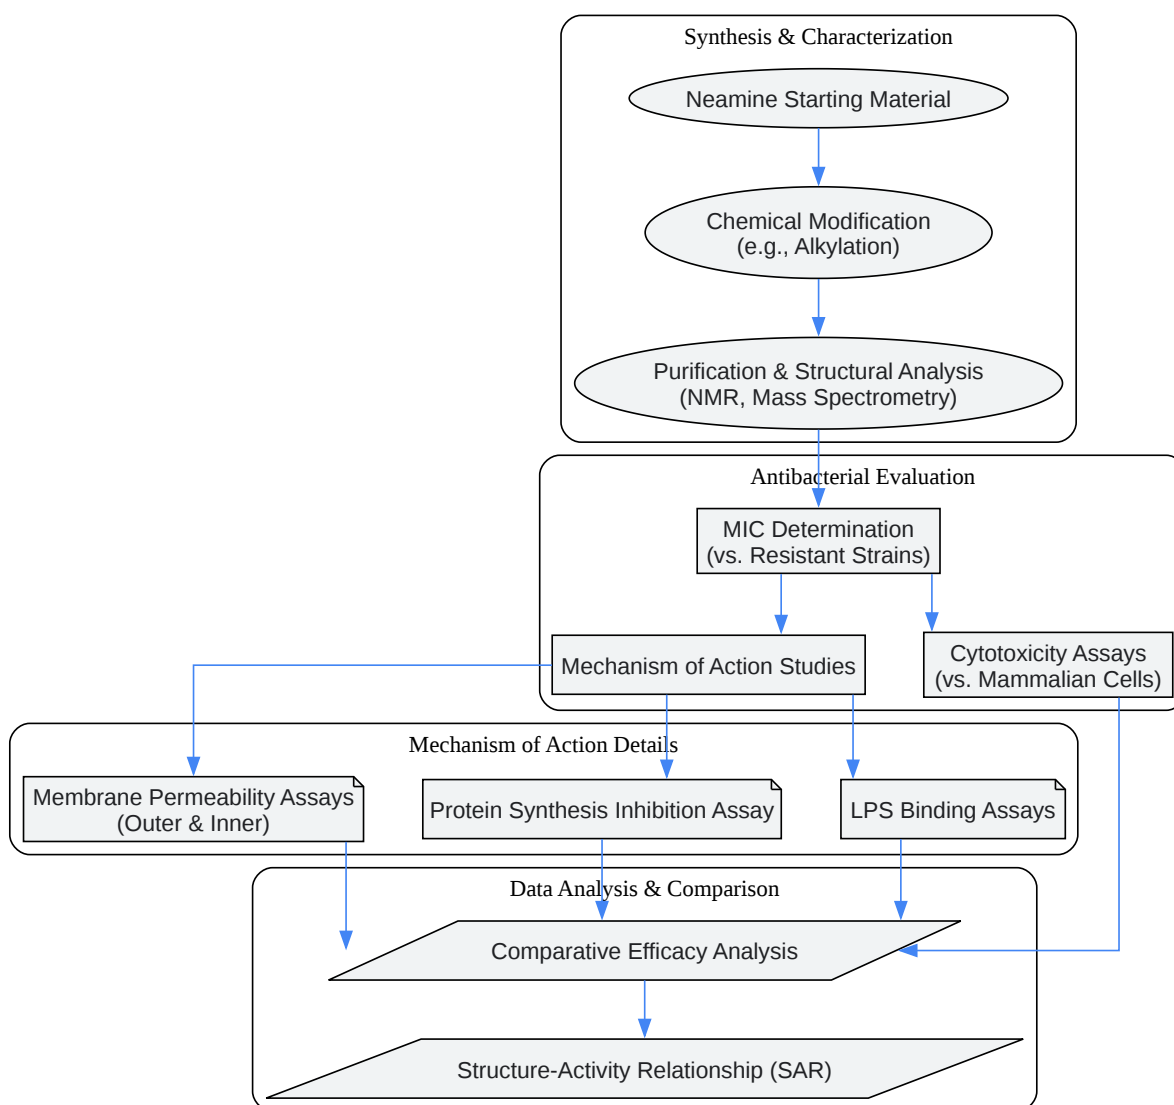 Synthesis & Characterization
Neamine Starting Material
Chemical Modification
(e.g., Alkylation)
Purification & Structural Analysis
(NMR, Mass Spectrometry)
Antibacterial Evaluation
MIC Determination
(vs. Resistant Strains)
Mechanism of Action Studies
Cytotoxicity Assays
(vs. Mammalian Cells)
Mechanism of Action Details
Membrane Permeability Assays
(Outer & Inner)
Protein Synthesis Inhibition Assay
LPS Binding Assays
Data Analysis & Comparison
Comparative Efficacy Analysis
Structure-Activity Relationship (SAR)